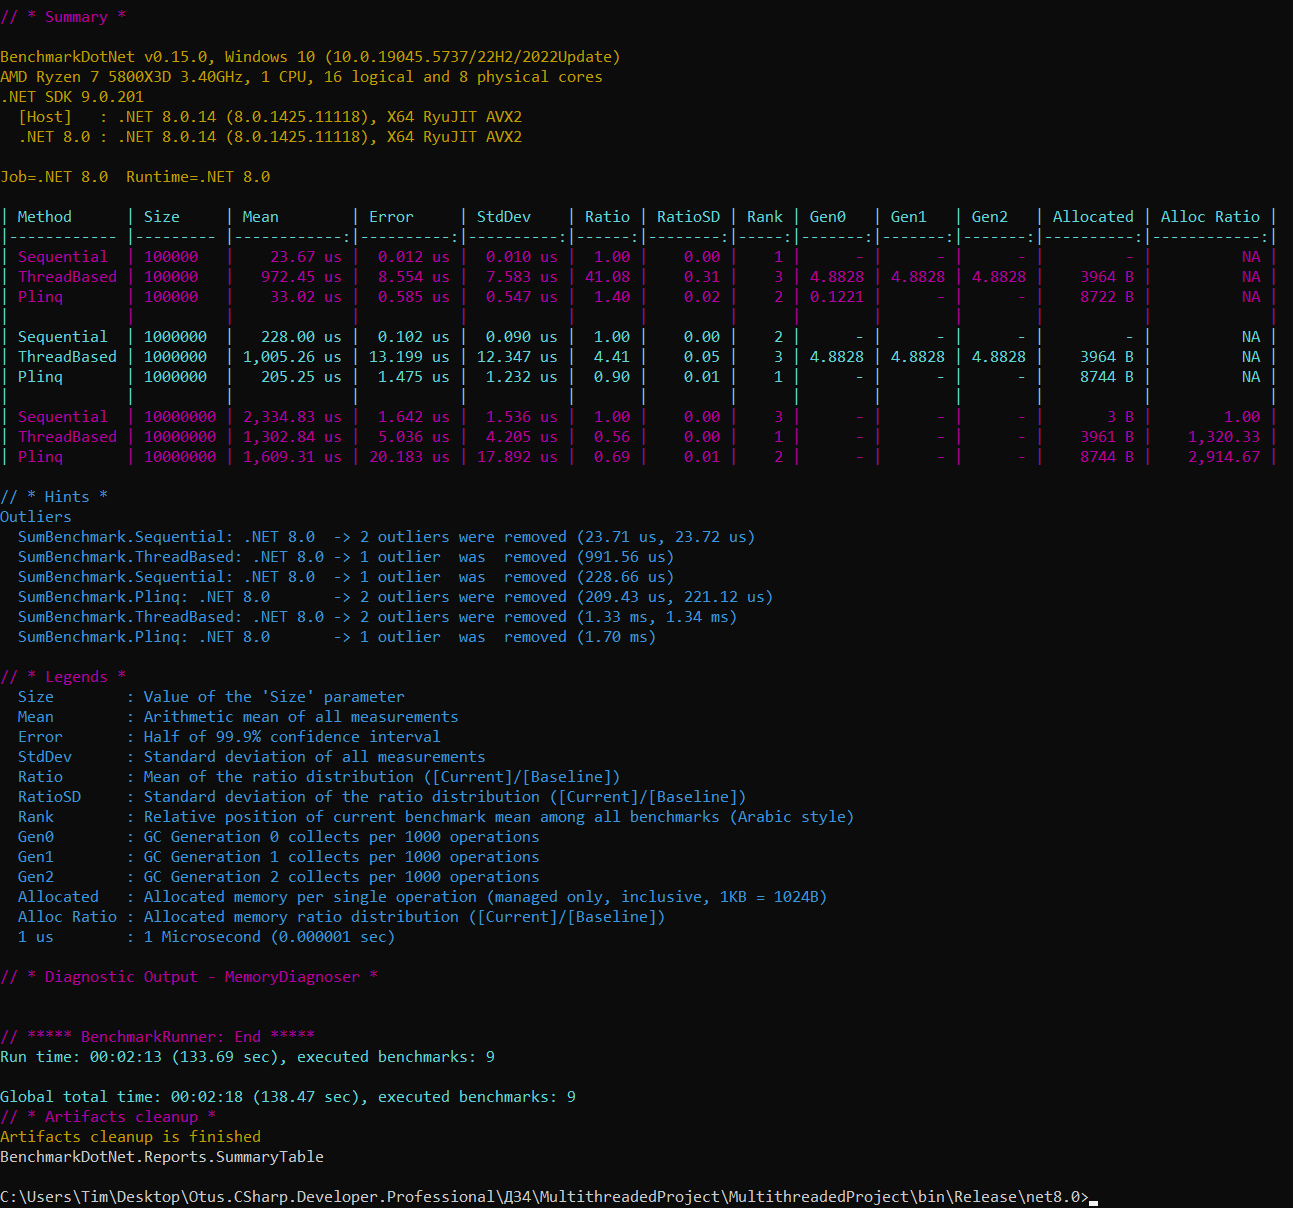 // * Summary *
BenchmarkDotNet v0.15.0, Windows 10 (10.0.19045.5737/22H2/2022Update)
AMD Ryzen 7 5800X3D 3.40GHz, 1 CPU, 16 logical and 8 physical cores
.NET SDK 9.0.201
  [Host]   : .NET 8.0.14 (8.0.1425.11118), X64 RyuJIT AVX2
  .NET 8.0 : .NET 8.0.14 (8.0.1425.11118), X64 RyuJIT AVX2
Job=.NET 8.0  Runtime=.NET 8.0
| Method      | Size     | Mean        | Error     | StdDev    | Ratio | RatioSD | Rank | Gen0   | Gen1   | Gen2   | Allocated | Alloc Ratio |
|------------ |--------- |------------:|----------:|----------:|------:|--------:|-----:|-------:|-------:|-------:|----------:|------------:|
| Sequential  | 100000   |    23.67 us |  0.012 us |  0.010 us |  1.00 |    0.00 |    1 |      - |      - |      - |         - |          NA |
| ThreadBased | 100000   |   972.45 us |  8.554 us |  7.583 us | 41.08 |    0.31 |    3 | 4.8828 | 4.8828 | 4.8828 |    3964 B |          NA |
| Plinq       | 100000   |    33.02 us |  0.585 us |  0.547 us |  1.40 |    0.02 |    2 | 0.1221 |      - |      - |    8722 B |          NA |
|             |          |             |           |           |       |         |      |        |        |        |           |             |
| Sequential  | 1000000  |   228.00 us |  0.102 us |  0.090 us |  1.00 |    0.00 |    2 |      - |      - |      - |         - |          NA |
| ThreadBased | 1000000  | 1,005.26 us | 13.199 us | 12.347 us |  4.41 |    0.05 |    3 | 4.8828 | 4.8828 | 4.8828 |    3964 B |          NA |
| Plinq       | 1000000  |   205.25 us |  1.475 us |  1.232 us |  0.90 |    0.01 |    1 |      - |      - |      - |    8744 B |          NA |
|             |          |             |           |           |       |         |      |        |        |        |           |             |
| Sequential  | 10000000 | 2,334.83 us |  1.642 us |  1.536 us |  1.00 |    0.00 |    3 |      - |      - |      - |       3 B |        1.00 |
| ThreadBased | 10000000 | 1,302.84 us |  5.036 us |  4.205 us |  0.56 |    0.00 |    1 |      - |      - |      - |    3961 B |    1,320.33 |
| Plinq       | 10000000 | 1,609.31 us | 20.183 us | 17.892 us |  0.69 |    0.01 |    2 |      - |      - |      - |    8744 B |    2,914.67 |
// * Hints *
Outliers
  SumBenchmark.Sequential: .NET 8.0  -> 2 outliers were removed (23.71 us, 23.72 us)
  SumBenchmark.ThreadBased: .NET 8.0 -> 1 outlier  was  removed (991.56 us)
  SumBenchmark.Sequential: .NET 8.0  -> 1 outlier  was  removed (228.66 us)
  SumBenchmark.Plinq: .NET 8.0       -> 2 outliers were removed (209.43 us, 221.12 us)
  SumBenchmark.ThreadBased: .NET 8.0 -> 2 outliers were removed (1.33 ms, 1.34 ms)
  SumBenchmark.Plinq: .NET 8.0       -> 1 outlier  was  removed (1.70 ms)
// * Legends *
  Size        : Value of the 'Size' parameter
  Mean        : Arithmetic mean of all measurements
  Error       : Half of 99.9% confidence interval
  StdDev      : Standard deviation of all measurements
  Ratio       : Mean of the ratio distribution ([Current]/[Baseline])
  RatioSD     : Standard deviation of the ratio distribution ([Current]/[Baseline])
  Rank        : Relative position of current benchmark mean among all benchmarks (Arabic style)
  Gen0        : GC Generation 0 collects per 1000 operations
  Gen1        : GC Generation 1 collects per 1000 operations
  Gen2        : GC Generation 2 collects per 1000 operations
  Allocated   : Allocated memory per single operation (managed only, inclusive, 1KB = 1024B)
  Alloc Ratio : Allocated memory ratio distribution ([Current]/[Baseline])
  1 us        : 1 Microsecond (0.000001 sec)
// * Diagnostic Output - MemoryDiagnoser *
// ***** BenchmarkRunner: End *****
Run time: 00:02:13 (133.69 sec), executed benchmarks: 9
Global total time: 00:02:18 (138.47 sec), executed benchmarks: 9
// * Artifacts cleanup *
Artifacts cleanup is finished
BenchmarkDotNet.Reports.SummaryTable
C:\Users\Tim\Desktop\Otus.CSharp.Developer.Professional\ДЗ4\MultithreadedProject\MultithreadedProject\bin\Release\net8.0>